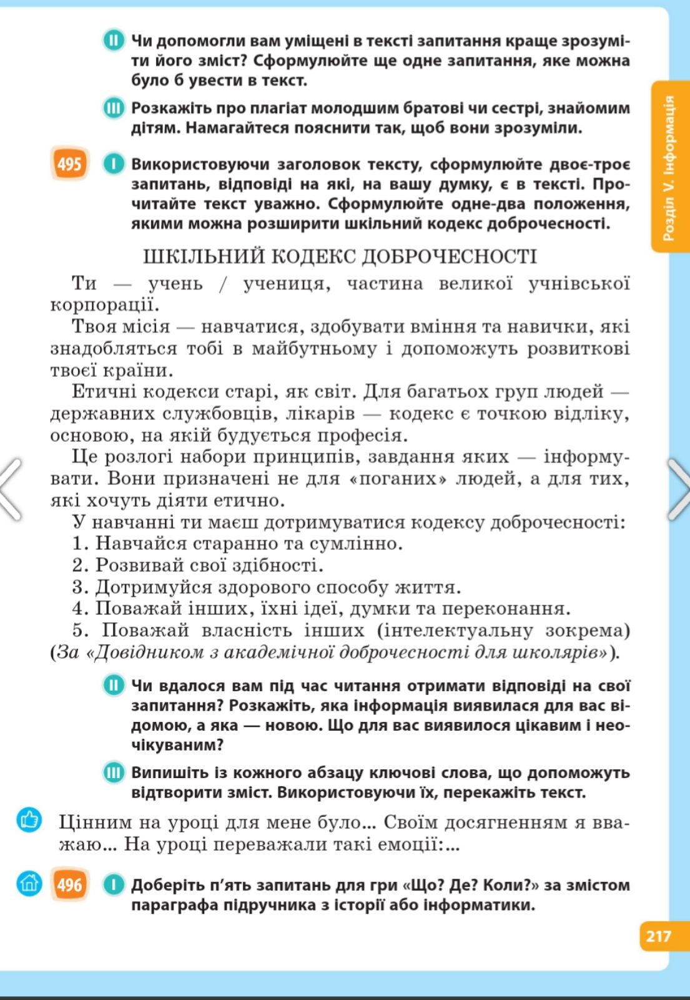 II Чи допомогли вам уміщені в тексті запитання краще зрозумі-
ти його зміст? Сформулюйте ще одне запитання, яке можна
було б увести в текст.
III Розкажіть про плагіат молодшим братові чи сестрі, знайомим
дітям. Намагайтеся пояснити так, щоб вони зрозуміли.
Розділ V. Інформація
495 I Використовуючи заголовок тексту, сформулюйте двоє-троє
запитань, відповіді на які, на вашу думку, є в тексті. Про-
читайте текст уважно. Сформулюйте одне-два положення,
якими можна розширити шкільний кодекс доброчесності.
ШКІЛЬНИЙ КОДЕКС ДОБРОЧЕСНОСТІ
Ти — учень / учениця, частина великої учнівської
корпорації.
Твоя місія — навчатися, здобувати вміння та навички, які
знадобляться тобі в майбутньому і допоможуть розвиткові
твоєї країни.
Етичні кодекси старі, як світ. Для багатьох груп людей —
державних службовців, лікарів — кодекс є точкою відліку,
основою, на якій будується професія.
Це розлогі набори принципів, завдання яких — інформу-
вати. Вони призначені не для «поганих» людей, а для тих,
які хочуть діяти етично.
У навчанні ти маєш дотримуватися кодексу доброчесності:
1. Навчайся старанно та сумлінно.
2. Розвивай свої здібності.
3. Дотримуйся здорового способу життя.
4. Поважай інших, їхні ідеї, думки та переконання.
5. Поважай власність інших (інтелектуальну зокрема)
(За «Довідником з академічної доброчесності для школярів»).
II Чи вдалося вам під час читання отримати відповіді на свої
запитання? Розкажіть, яка інформація виявилася для вас ві-
домою, а яка — новою. Що для вас виявилося цікавим і нео-
чікуваним?
III Випишіть із кожного абзацу ключові слова, що допоможуть
відтворити зміст. Використовуючи їх, перекажіть текст.
Цінним на уроці для мене було... Своїм досягненням я вва-
жаю... На уроці переважали такі емоції:...
496 I Доберіть п'ять запитань для гри «Що? Де? Коли?» за змістом
параграфа підручника з історії або інформатики.
217